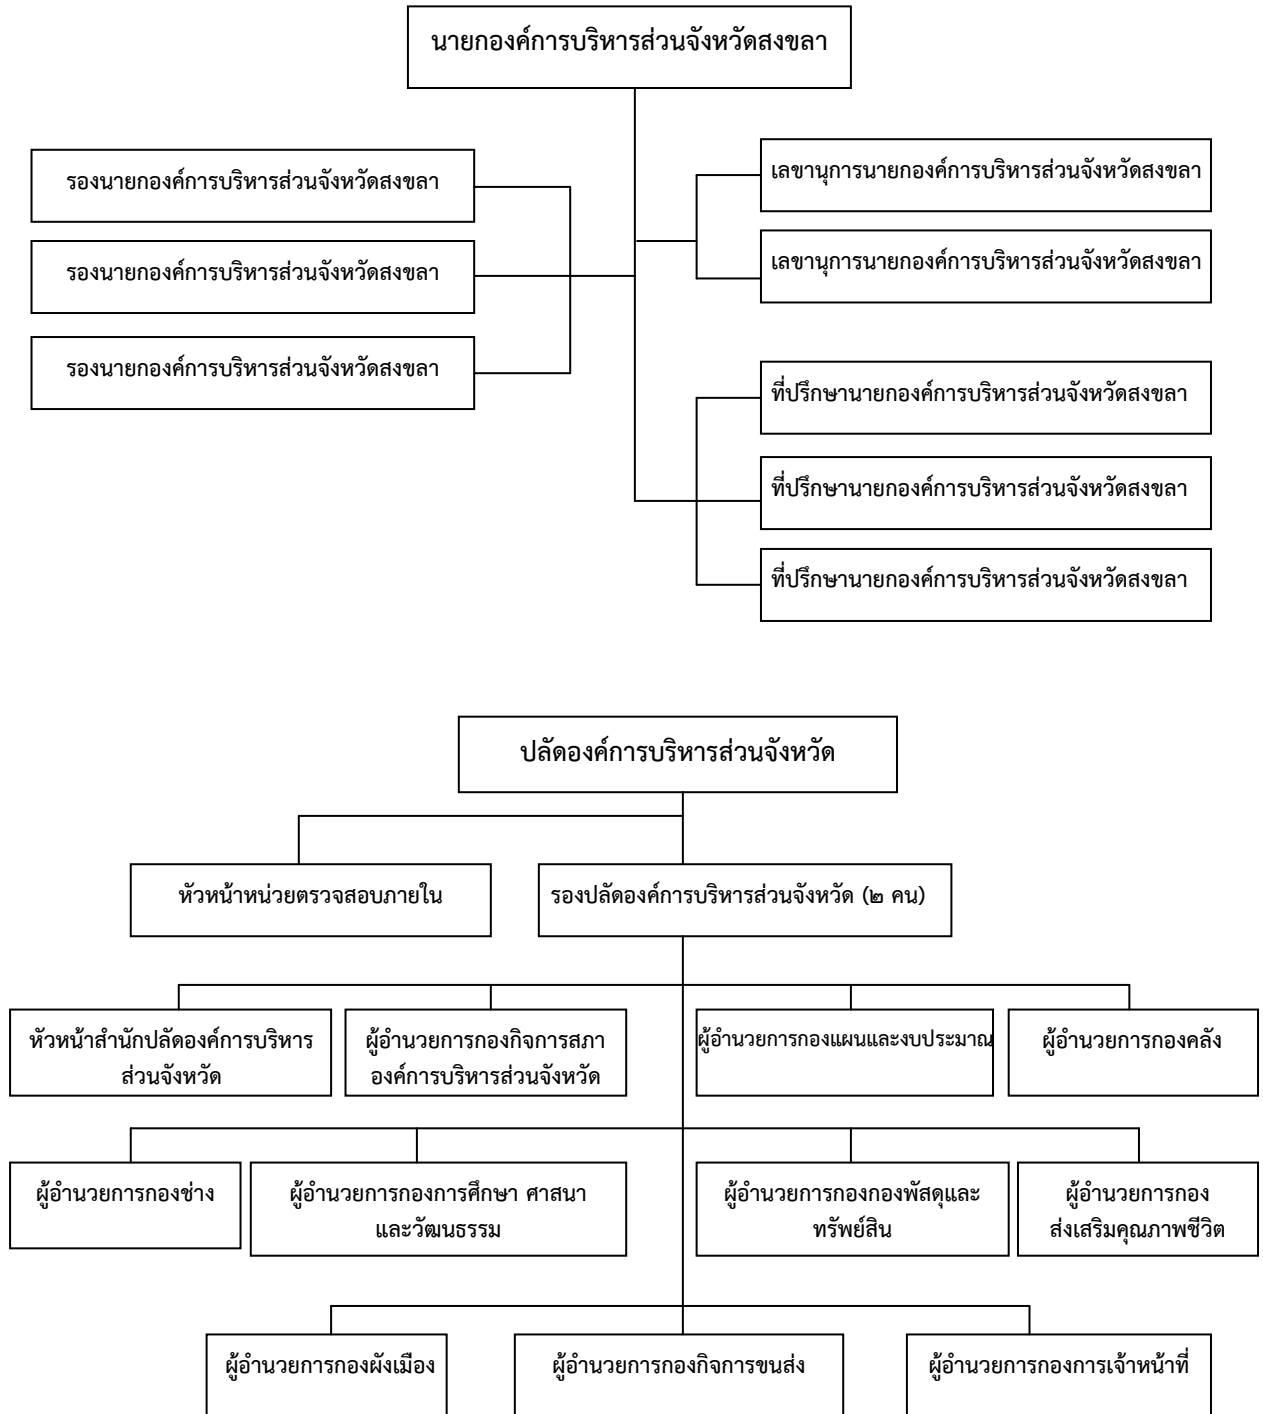 นายกองค์การบริหารส่วนจังหวัดสงขลา
รองนายกองค์การบริหารส่วนจังหวัดสงขลา
รองนายกองค์การบริหารส่วนจังหวัดสงขลา
รองนายกองค์การบริหารส่วนจังหวัดสงขลา
เลขานุการนายกองค์การบริหารส่วนจังหวัดสงขลา
เลขานุการนายกองค์การบริหารส่วนจังหวัดสงขลา
ที่ปรึกษานายกองค์การบริหารส่วนจังหวัดสงขลา
ที่ปรึกษานายกองค์การบริหารส่วนจังหวัดสงขลา
ที่ปรึกษานายกองค์การบริหารส่วนจังหวัดสงขลา
ปลัดองค์การบริหารส่วนจังหวัด
หัวหน้าหน่วยตรวจสอบภายใน
รองปลัดองค์การบริหารส่วนจังหวัด (๒ คน)
หัวหน้าสำนักปลัดองค์การบริหาร
ส่วนจังหวัด
ผู้อำนวยการกองกิจการสภา
องค์การบริหารส่วนจังหวัด
ผู้อำนวยการกองแผนและงบประมาณ
ผู้อำนวยการกองคลัง
ผู้อำนวยการกองช่าง
ผู้อำนวยการกองการศึกษา ศาสนา
และวัฒนธรรม
ผู้อำนวยการกองกองพัสดุและ
ทรัพย์สิน
ผู้อำนวยการกอง
ส่งเสริมคุณภาพชีวิต
ผู้อำนวยการกองผังเมือง
ผู้อำนวยการกองกิจการขนส่ง
ผู้อำนวยการกองการเจ้าหน้าที่